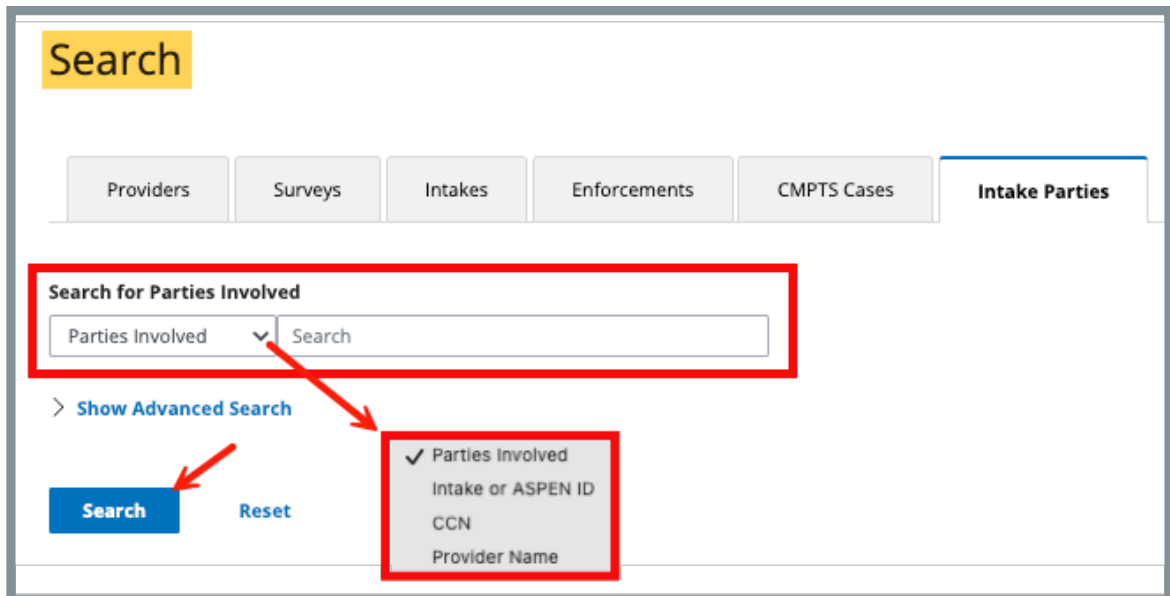 Search
Providers Surveys Intakes Enforcements CMPTS Cases Intake Parties
Search for Parties Involved
Parties Involved Search
Show Advanced Search
Parties Involved
Intake or ASPEN ID
CCN
Provider Name
Search Reset